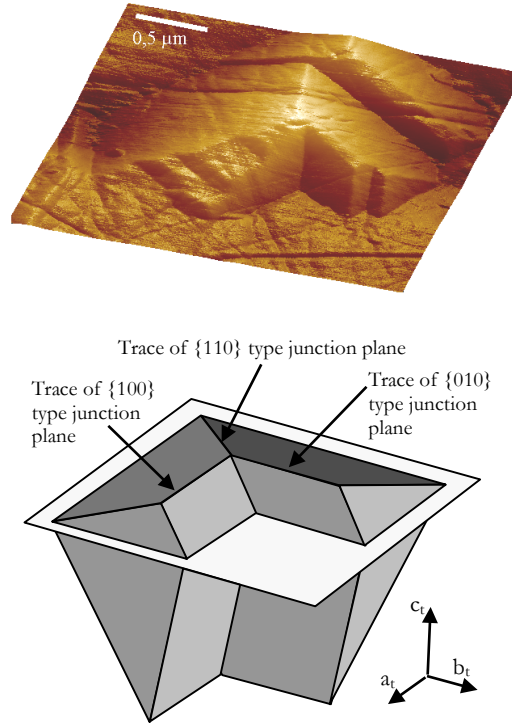 0,5 µm
Trace of {110} type junction plane
Trace of {100}
type junction
plane
Trace of {010}
type junction
plane
c_t
a_t
b_t